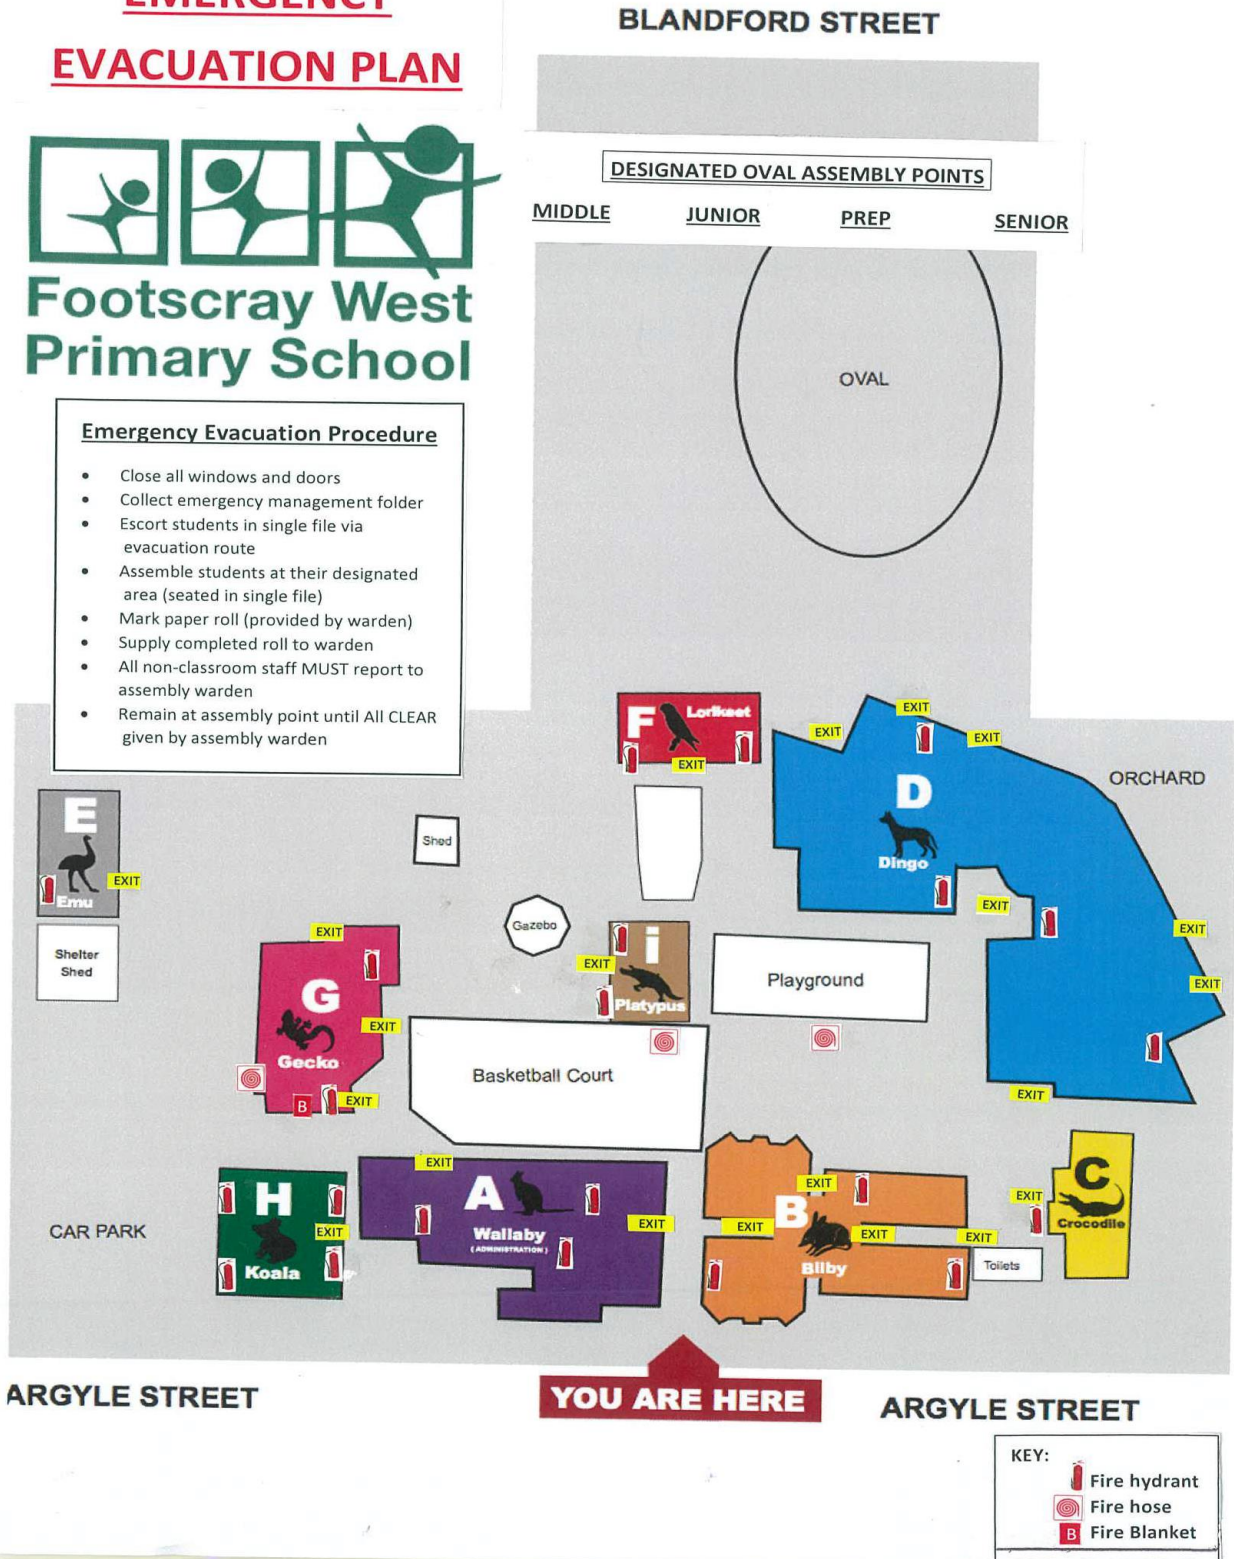 EMERGENCY
EVACUATION PLAN
Footscray West
Primary School
Emergency Evacuation Procedure
• Close all windows and doors
• Collect emergency management folder
• Escort students in single file via
evacuation route
• Assemble students at their designated
area (seated in single file)
• Mark paper roll (provided by warden)
• Supply completed roll to warden
• All non-classroom staff MUST report to
assembly warden
• Remain at assembly point until All CLEAR
given by assembly warden
BLANDFORD STREET
DESIGNATED OVAL ASSEMBLY POINTS
MIDDLE JUNIOR PREP SENIOR
OVAL
F Lorikeet
EXIT
EXIT
EXIT
EXIT
D
Dingo
EXIT
EXIT
EXIT
EXIT
ORCHARD
E
Emu
EXIT
Shelter
Shed
Shed
Gazebo
EXIT
i
Platypus
Playground
EXIT
G
Gecko
EXIT
B
EXIT
Basketball Court
CAR PARK
H
Koala
EXIT
EXIT
A
Wallaby
( ADMINISTRATION )
EXIT
EXIT
EXIT
B
Bilby
EXIT
EXIT
Toilets
EXIT
C
Crocodile
ARGYLE STREET
YOU ARE HERE
ARGYLE STREET
KEY:
Fire hydrant
Fire hose
B Fire Blanket